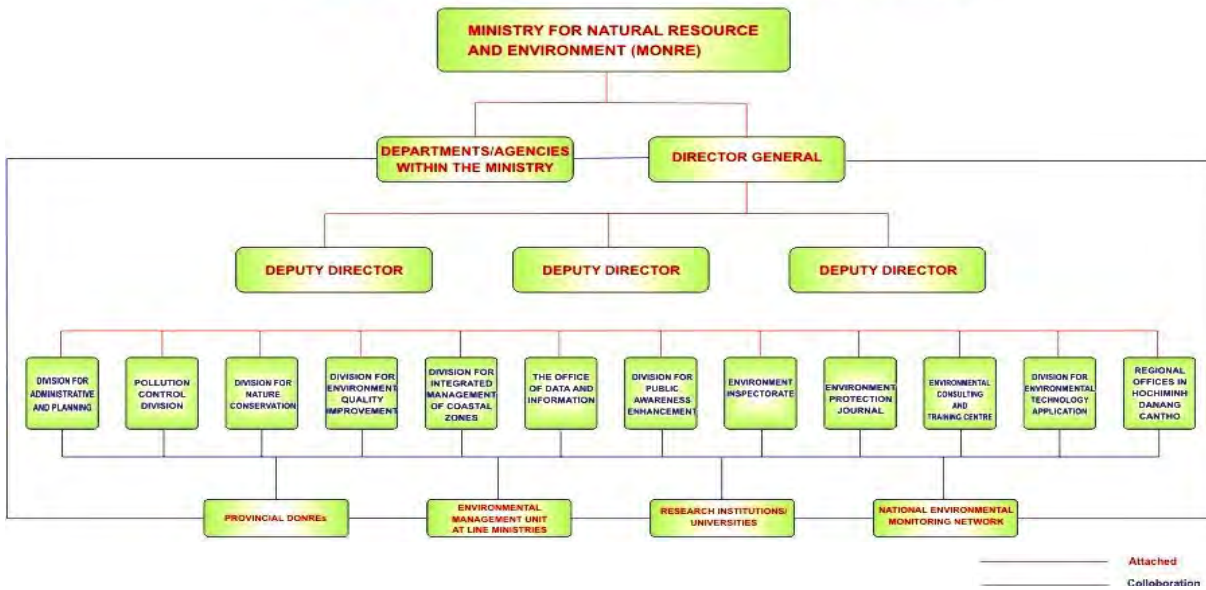 MINISTRY FOR NATURAL RESOURCE
AND ENVIRONMENT (MONRE)
DEPARTMENTS/AGENCIES
WITHIN THE MINISTRY
DIRECTOR GENERAL
DEPUTY DIRECTOR
DEPUTY DIRECTOR
DEPUTY DIRECTOR
DIVISION FOR
ADMINISTRATIVE
AND PLANNING
POLLUTION
CONTROL
DIVISION
DIVISION FOR
NATURE
CONSERVATION
DIVISION FOR
ENVIRONMENT
QUALITY
IMPROVEMENT
DIVISION FOR
INTEGRATED
MANAGEMENT
OF COASTAL
ZONES
THE OFFICE
OF DATA AND
INFORMATION
DIVISION FOR
PUBLIC
AWARENESS
ENHANCEMENT
ENVIRONMENT
INSPECTORATE
ENVIRONMENT
PROTECTION
JOURNAL
ENVIRONMENTAL
CONSULTING
AND
TRAINING CENTRE
DIVISION FOR
ENVIRONMENTAL
TECHNOLOGY
APPLICATION
REGIONAL
OFFICES IN
HOCHIMINH
DANANG
CANTHO
PROVINCIAL DONREs
ENVIRONMENTAL
MANAGEMENT UNIT
AT LINE MINISTRIES
RESEARCH INSTITUTIONS/
UNIVERSITIES
NATIONAL ENVIRONMENTAL
MONITORING NETWORK
Attached
Colloboration